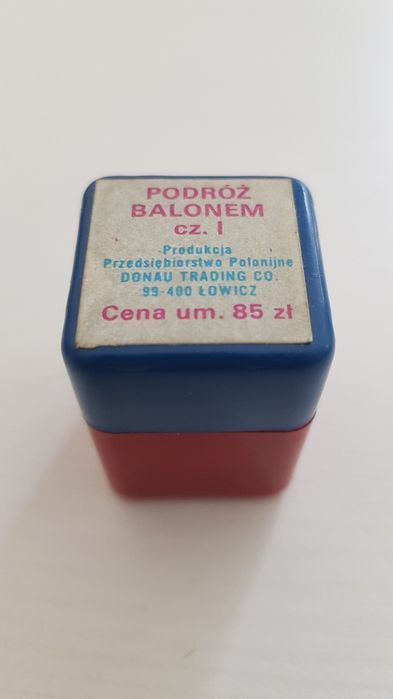 PODRÓŻ
BALONEM
cz. I
Produkcja
Przedsiębiorstwo Polonijne
DONAU TRADING CO.
99-400 ŁOWICZ
Cena um. 85 zł